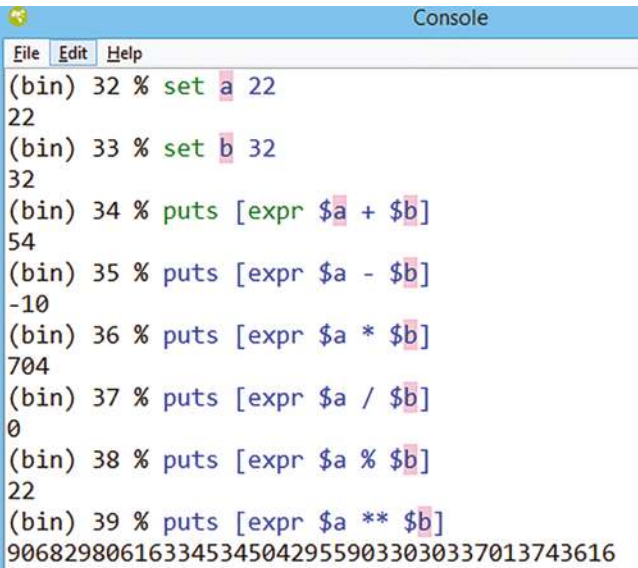 Console
File Edit Help
(bin) 32 % set a 22
22
(bin) 33 % set b 32
32
(bin) 34 % puts [expr $a + $b]
54
(bin) 35 % puts [expr $a - $b]
-10
(bin) 36 % puts [expr $a * $b]
704
(bin) 37 % puts [expr $a / $b]
0
(bin) 38 % puts [expr $a % $b]
22
(bin) 39 % puts [expr $a ** $b]
9068298061633453450429559033030337013743616